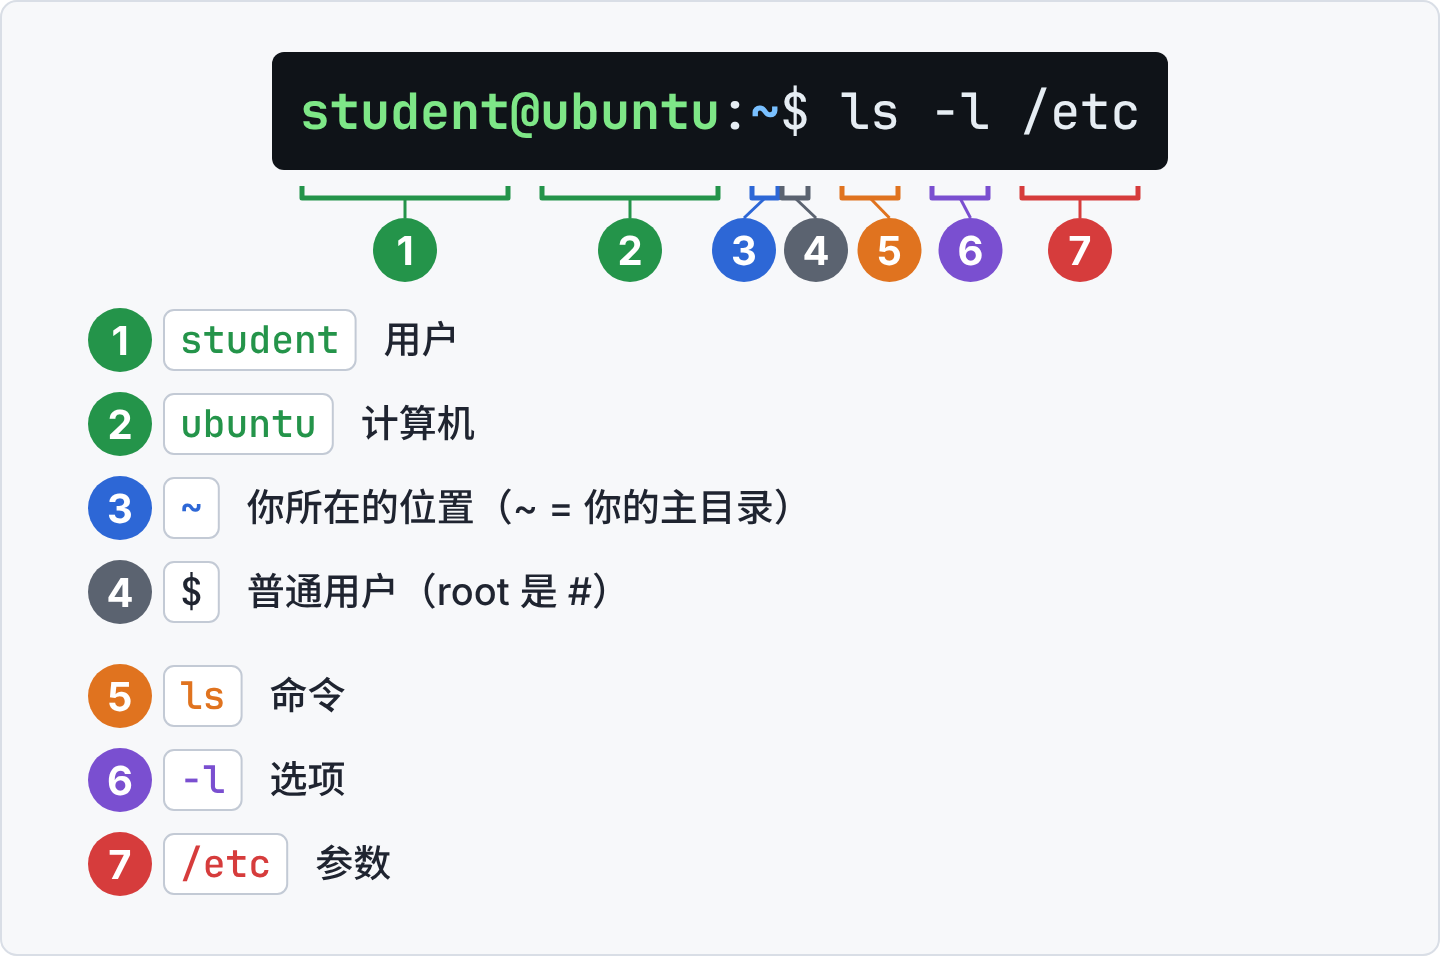 student@ubuntu:~$ ls -l /etc
1 2 3 4 5 6 7
1 student 用户
2 ubuntu 计算机
3 ~ 你所在的位置（~ = 你的主目录）
4 $ 普通用户（root 是 #）
5 ls 命令
6 -l 选项
7 /etc 参数